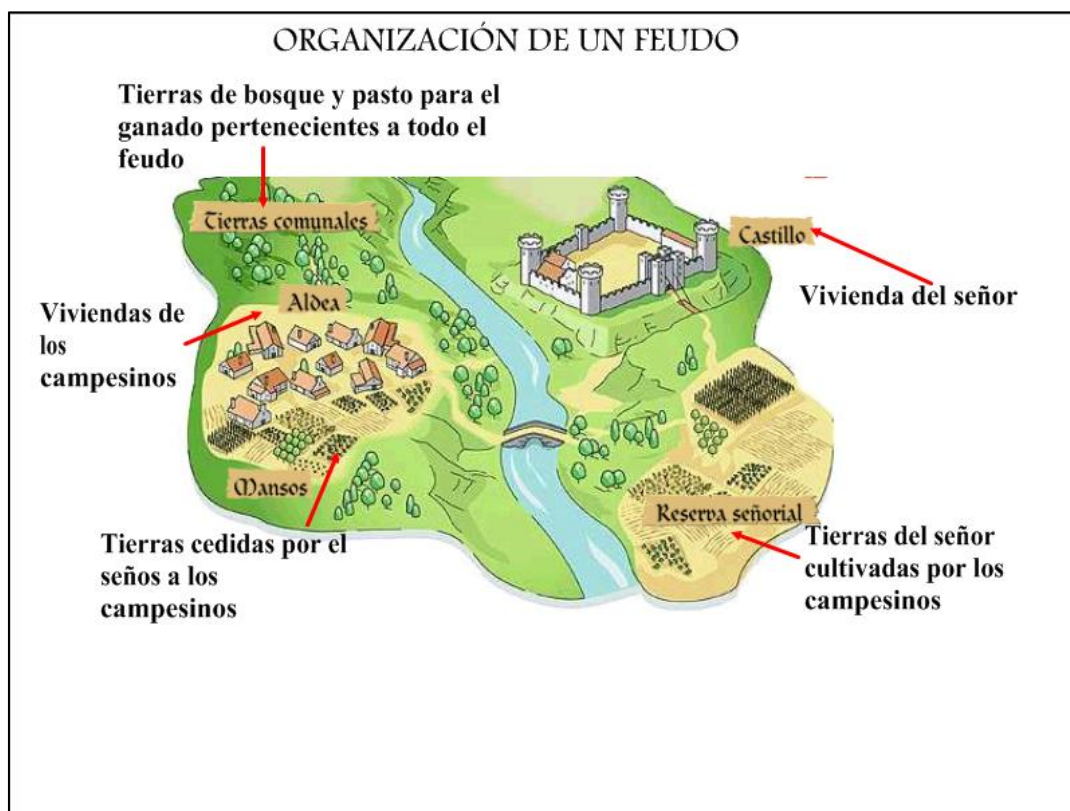 ORGANIZACIÓN DE UN FEUDO
Tierras de bosque y pasto para el
ganado pertenecientes a todo el
feudo
Tierras comunales
Castillo
Vivienda del señor
Aldea
Viviendas de
los
campesinos
Mansos
Reserva señorial
Tierras cedidas por el
seños a los
campesinos
Tierras del señor
cultivadas por los
campesinos